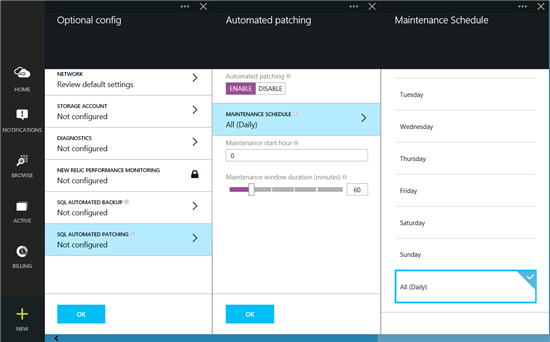 HOME
NOTIFICATIONS
BROWSE
ACTIVE
BILLING
NEW
Optional config
NETWORK
Review default settings
STORAGE ACCOUNT
Not configured
DIAGNOSTICS
Not configured
NEW RELIC PERFORMANCE MONITORING
Not configured
SQL AUTOMATED BACKUP
Not configured
SQL AUTOMATED PATCHING
Not configured
OK
Automated patching
Automated patching
ENABLE DISABLE
MAINTENANCE SCHEDULE
All (Daily)
Maintenance start hour
0
Maintenance window duration (minutes)
60
OK
Maintenance Schedule
Tuesday
Wednesday
Thursday
Friday
Saturday
Sunday
All (Daily)